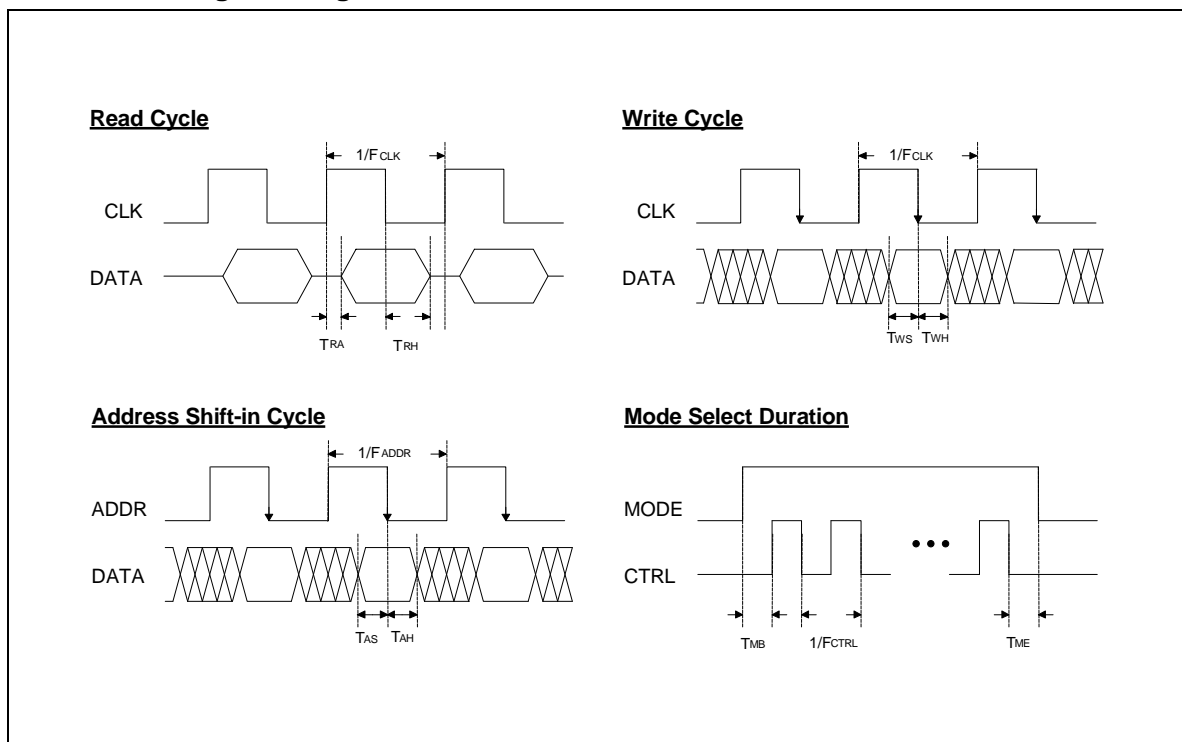 Read Cycle
1/FCLK
CLK
DATA
TRA
TRH
Write Cycle
1/FCLK
CLK
DATA
TWS
TWH
Address Shift-in Cycle
1/FADDR
ADDR
DATA
TAS
TAH
Mode Select Duration
MODE
CTRL
TMB
1/FCTRL
TME